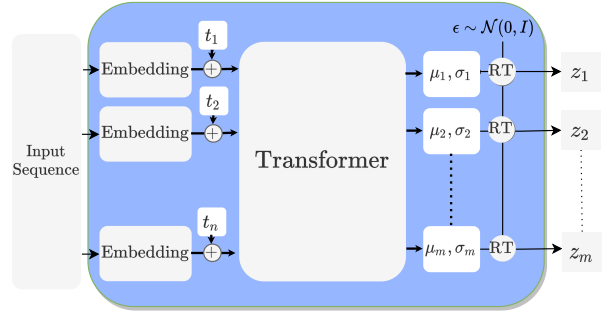 Input
Sequence
Embedding
t₁
+
Embedding
t₂
+
Embedding
tₙ
+
Transformer
ϵ ∼ 𝒩(0, I)
μ₁, σ₁
RT
z₁
μ₂, σ₂
RT
z₂
μₘ, σₘ
RT
zₘ